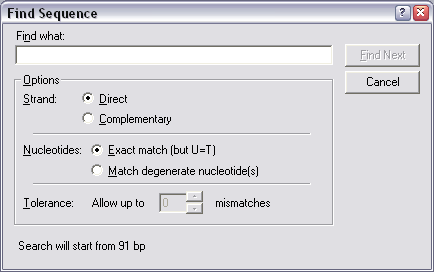 Find Sequence
Find what:
Find Next
Cancel
Options
Strand: Direct
Complementary
Nucleotides: Exact match (but U=T)
Match degenerate nucleotide(s)
Tolerance: Allow up to 0 mismatches
Search will start from 91 bp